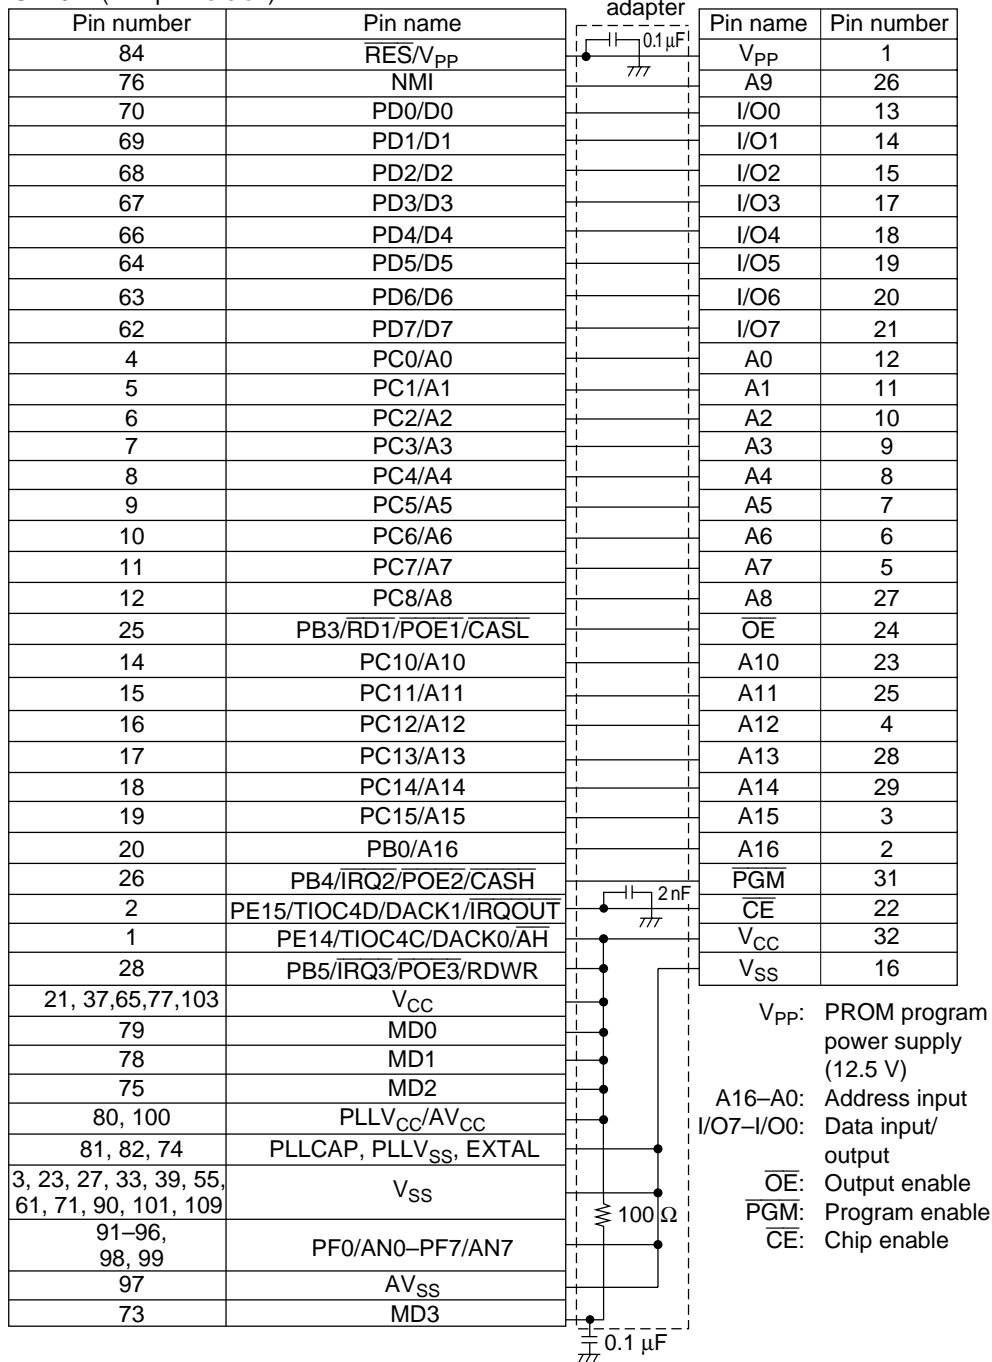 adapter
Pin number Pin name Pin name Pin number
84 RES/VPP 0.1 μF VPP 1
76 NMI A9 26
70 PD0/D0 I/O0 13
69 PD1/D1 I/O1 14
68 PD2/D2 I/O2 15
67 PD3/D3 I/O3 17
66 PD4/D4 I/O4 18
64 PD5/D5 I/O5 19
63 PD6/D6 I/O6 20
62 PD7/D7 I/O7 21
4 PC0/A0 A0 12
5 PC1/A1 A1 11
6 PC2/A2 A2 10
7 PC3/A3 A3 9
8 PC4/A4 A4 8
9 PC5/A5 A5 7
10 PC6/A6 A6 6
11 PC7/A7 A7 5
12 PC8/A8 A8 27
25 PB3/RD1/POE1/CASL OE 24
14 PC10/A10 A10 23
15 PC11/A11 A11 25
16 PC12/A12 A12 4
17 PC13/A13 A13 28
18 PC14/A14 A14 29
19 PC15/A15 A15 3
20 PB0/A16 A16 2
26 PB4/IRQ2/POE2/CASH PGM 31
2 PE15/TIOC4D/DACK1/IRQOUT 2 nF CE 22
1 PE14/TIOC4C/DACK0/AH VCC 32
28 PB5/IRQ3/POE3/RDWR VSS 16
21, 37,65,77,103 VCC
79 MD0
78 MD1
75 MD2
80, 100 PLLVCC/AVCC
81, 82, 74 PLLCAP, PLLVSS, EXTAL
3, 23, 27, 33, 39, 55,
61, 71, 90, 101, 109 VSS
100 Ω
91–96,
98, 99 PF0/AN0–PF7/AN7
97 AVSS
73 MD3
0.1 μF
VPP: PROM program
power supply
(12.5 V)
A16–A0: Address input
I/O7–I/O0: Data input/
output
OE: Output enable
PGM: Program enable
CE: Chip enable